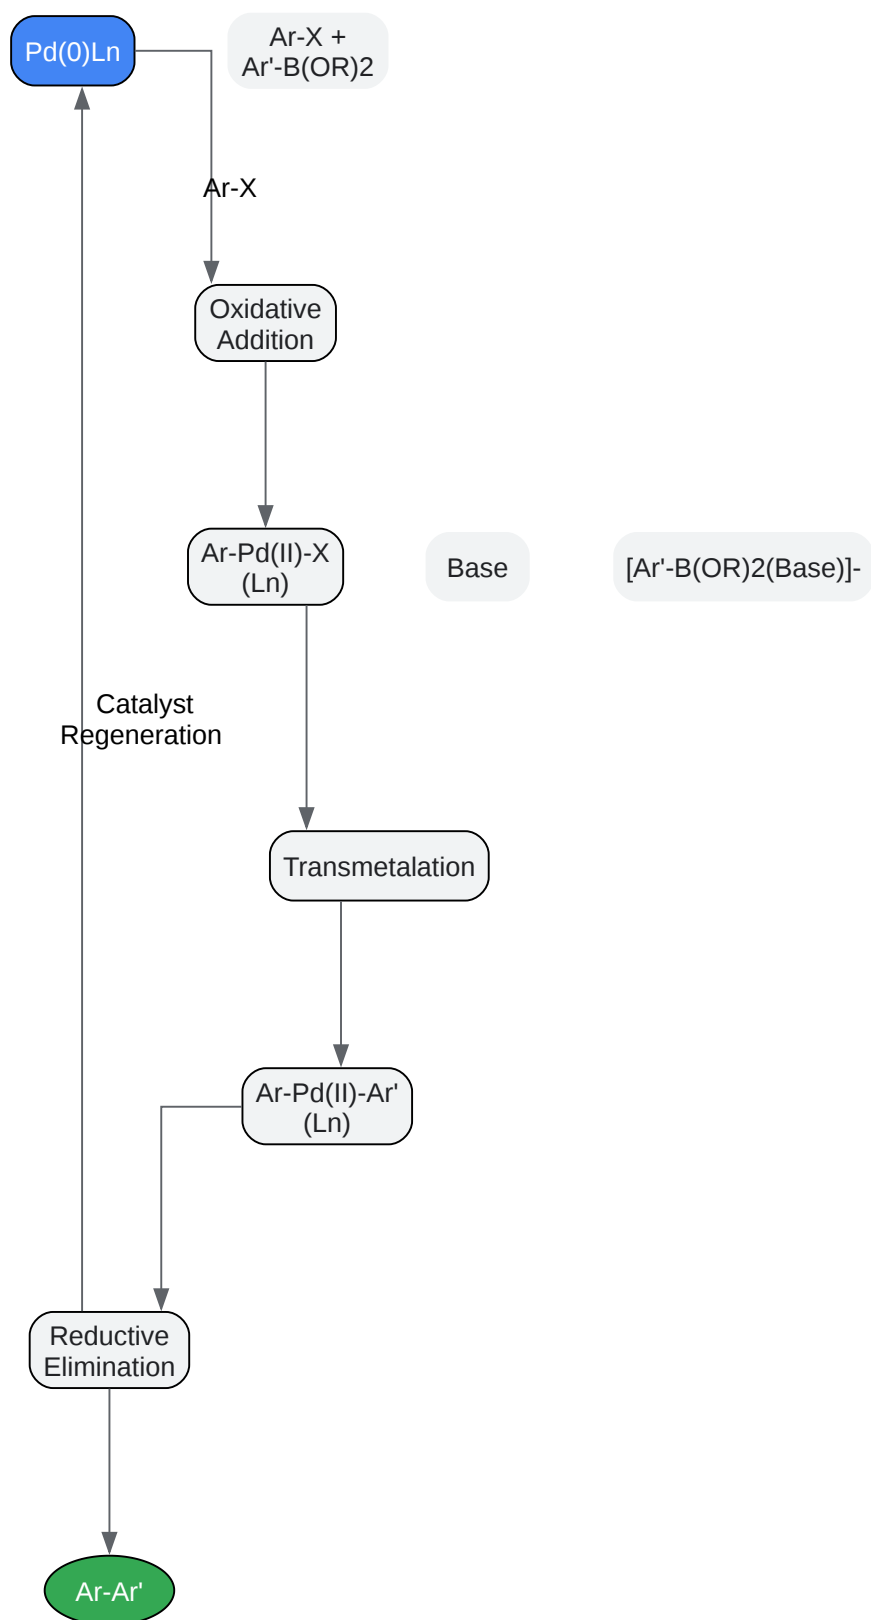 Pd(0)Ln
Ar-X +
Ar'-B(OR)2
Ar-X
Oxidative
Addition
Ar-Pd(II)-X
(Ln)
Base
[Ar'-B(OR)2(Base)]-
Catalyst
Regeneration
Transmetalation
Ar-Pd(II)-Ar'
(Ln)
Reductive
Elimination
Ar-Ar'